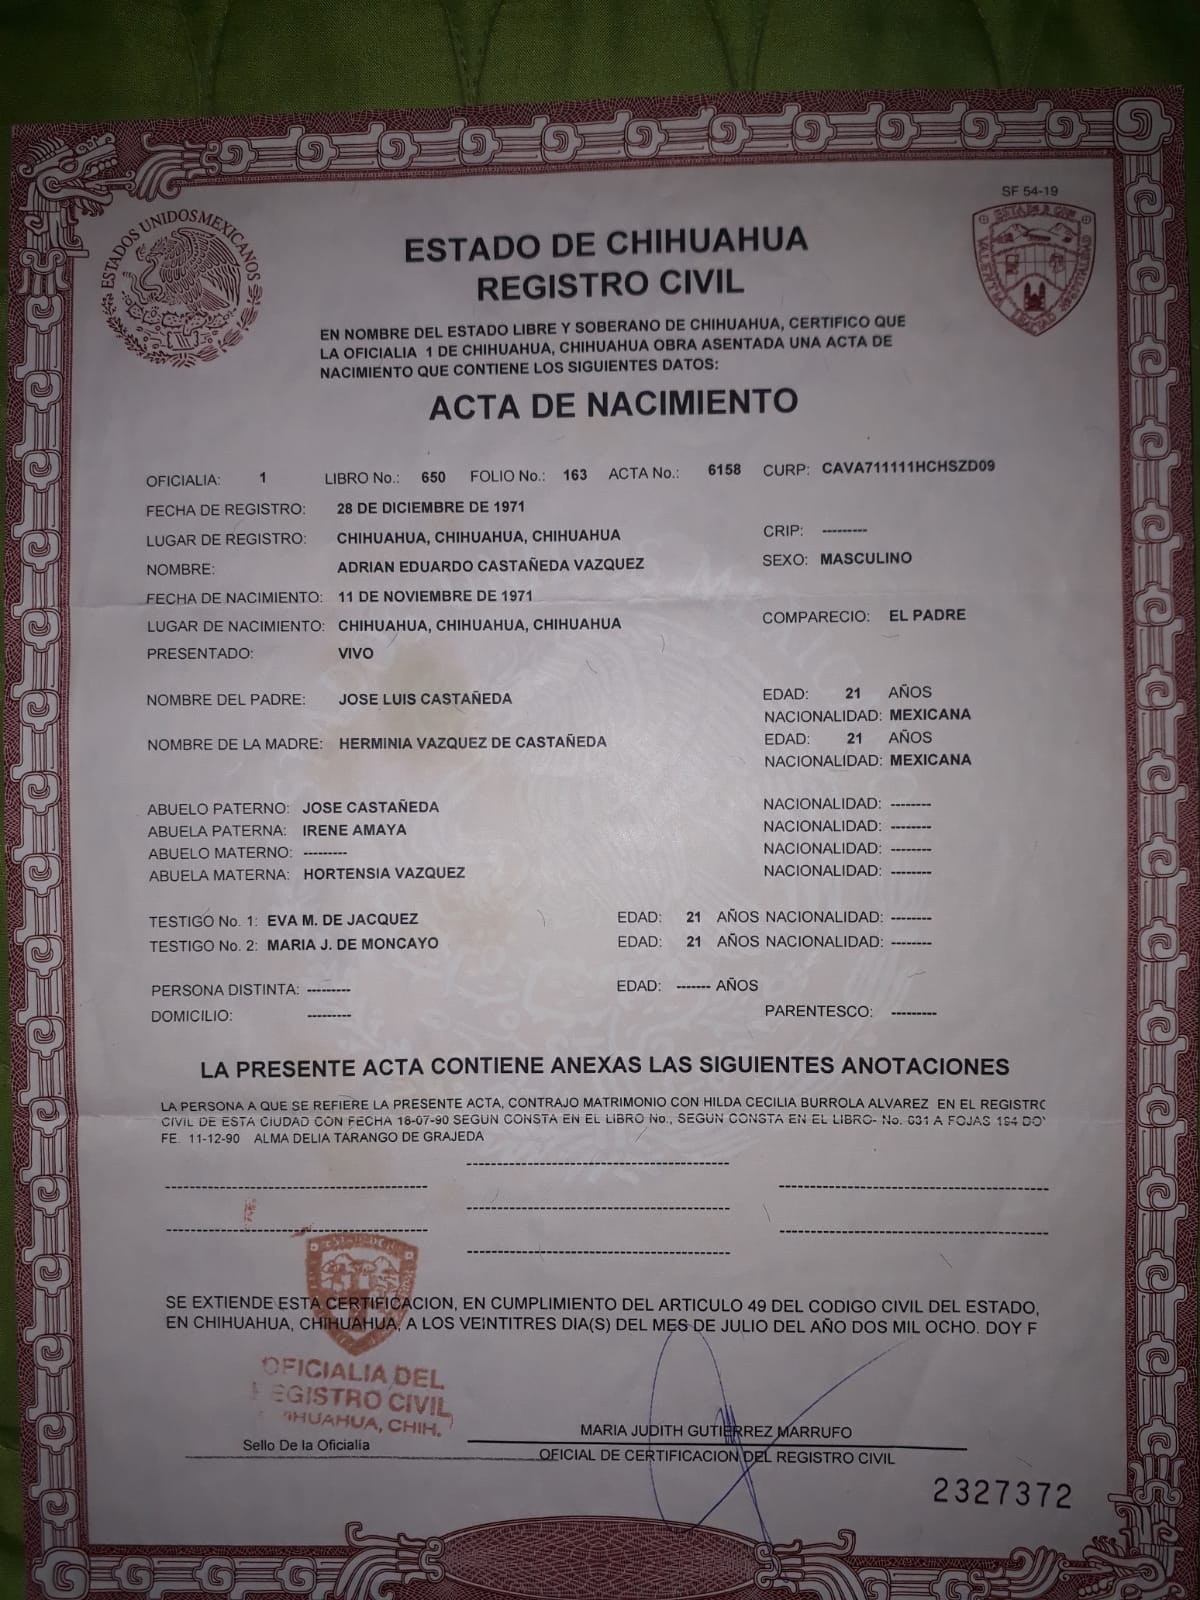 SF 54-19
ESTADOS UNIDOS MEXICANOS
ESTADO DE CHIHUAHUA
REGISTRO CIVIL
VALENTIA LEALTAD HOSPITALIDAD
EN NOMBRE DEL ESTADO LIBRE Y SOBERANO DE CHIHUAHUA, CERTIFICO QUE
LA OFICIALIA 1 DE CHIHUAHUA, CHIHUAHUA OBRA ASENTADA UNA ACTA DE
NACIMIENTO QUE CONTIENE LOS SIGUIENTES DATOS:
ACTA DE NACIMIENTO
OFICIALIA: 1 LIBRO No.: 650 FOLIO No.: 163 ACTA No.: 6158 CURP: CAVA711111HCHSZD09
FECHA DE REGISTRO: 28 DE DICIEMBRE DE 1971
LUGAR DE REGISTRO: CHIHUAHUA, CHIHUAHUA, CHIHUAHUA CRIP: ---------
NOMBRE: ADRIAN EDUARDO CASTAÑEDA VAZQUEZ SEXO: MASCULINO
FECHA DE NACIMIENTO: 11 DE NOVIEMBRE DE 1971
LUGAR DE NACIMIENTO: CHIHUAHUA, CHIHUAHUA, CHIHUAHUA COMPARECIO: EL PADRE
PRESENTADO: VIVO
NOMBRE DEL PADRE: JOSE LUIS CASTAÑEDA EDAD: 21 AÑOS
NACIONALIDAD: MEXICANA
NOMBRE DE LA MADRE: HERMINIA VAZQUEZ DE CASTAÑEDA EDAD: 21 AÑOS
NACIONALIDAD: MEXICANA
ABUELO PATERNO: JOSE CASTAÑEDA NACIONALIDAD: --------
ABUELA PATERNA: IRENE AMAYA NACIONALIDAD: --------
ABUELO MATERNO: --------- NACIONALIDAD: --------
ABUELA MATERNA: HORTENSIA VAZQUEZ NACIONALIDAD: --------
TESTIGO No. 1: EVA M. DE JACQUEZ EDAD: 21 AÑOS NACIONALIDAD: --------
TESTIGO No. 2: MARIA J. DE MONCAYO EDAD: 21 AÑOS NACIONALIDAD: --------
PERSONA DISTINTA: --------- EDAD: ------- AÑOS
DOMICILIO: --------- PARENTESCO: ---------
LA PRESENTE ACTA CONTIENE ANEXAS LAS SIGUIENTES ANOTACIONES
LA PERSONA A QUE SE REFIERE LA PRESENTE ACTA, CONTRAJO MATRIMONIO CON HILDA CECILIA BURROLA ALVAREZ EN EL REGISTRO
CIVIL DE ESTA CIUDAD CON FECHA 18-07-90 SEGUN CONSTA EN EL LIBRO No., SEGUN CONSTA EN EL LIBRO- No. 631 A FOJAS 194 DOY
FE. 11-12-90 ALMA DELIA TARANGO DE GRAJEDA
SE EXTIENDE ESTA CERTIFICACION, EN CUMPLIMIENTO DEL ARTICULO 49 DEL CODIGO CIVIL DEL ESTADO,
EN CHIHUAHUA, CHIHUAHUA, A LOS VEINTITRES DIA(S) DEL MES DE JULIO DEL AÑO DOS MIL OCHO. DOY F
OFICIALIA DEL
REGISTRO CIVIL
CHIHUAHUA, CHIH.
Sello De la Oficialia
MARIA JUDITH GUTIERREZ MARRUFO
OFICIAL DE CERTIFICACION DEL REGISTRO CIVIL
2327372